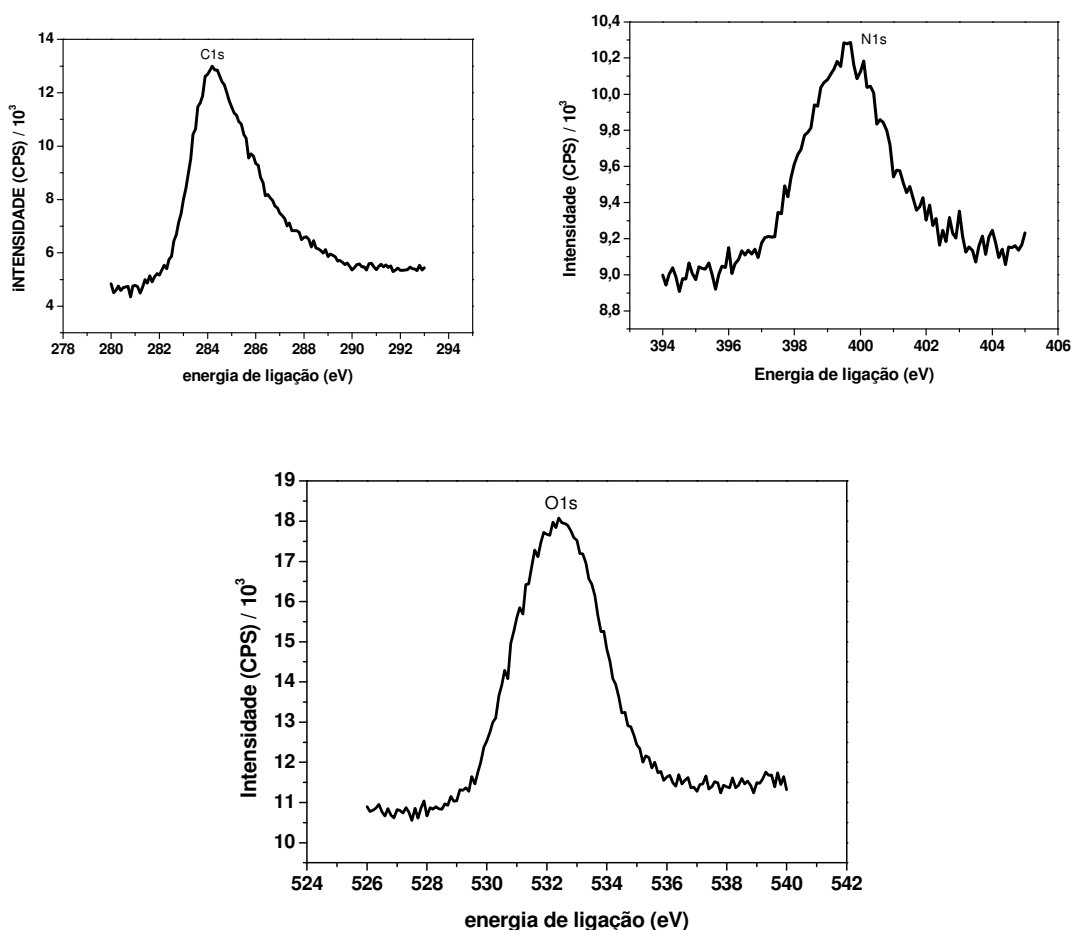 C1s
iNTENSIDADE (CPS) / 10³
14
12
10
8
6
4
278 280 282 284 286 288 290 292 294
energia de ligação (eV)
N1s
Intensidade (CPS) / 10³
10,4
10,2
10,0
9,8
9,6
9,4
9,2
9,0
8,8
394 396 398 400 402 404 406
Energia de ligação (eV)
O1s
Intensidade (CPS) / 10³
19
18
17
16
15
14
13
12
11
10
524 526 528 530 532 534 536 538 540 542
energia de ligação (eV)